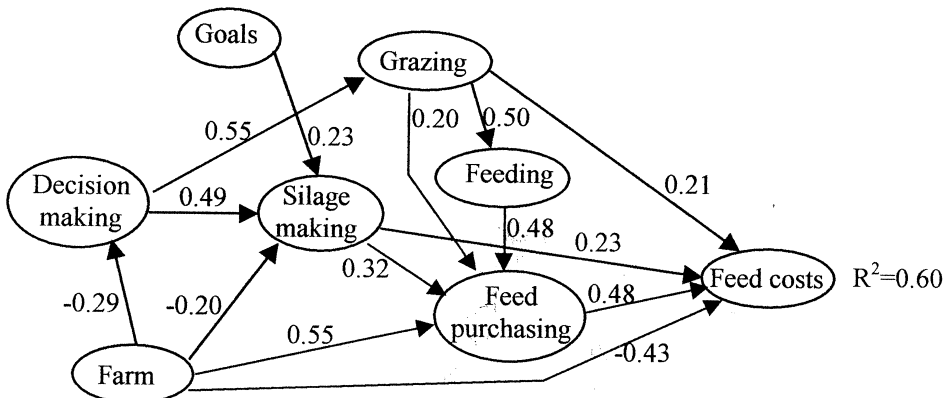 Goals
Grazing
0.55
0.23
0.20
0.50
Decision
making
0.49
Silage
making
Feeding
0.21
0.48
0.23
0.32
Feed costs
R²=0.60
-0.29
-0.20
Feed
purchasing
0.48
0.55
-0.43
Farm